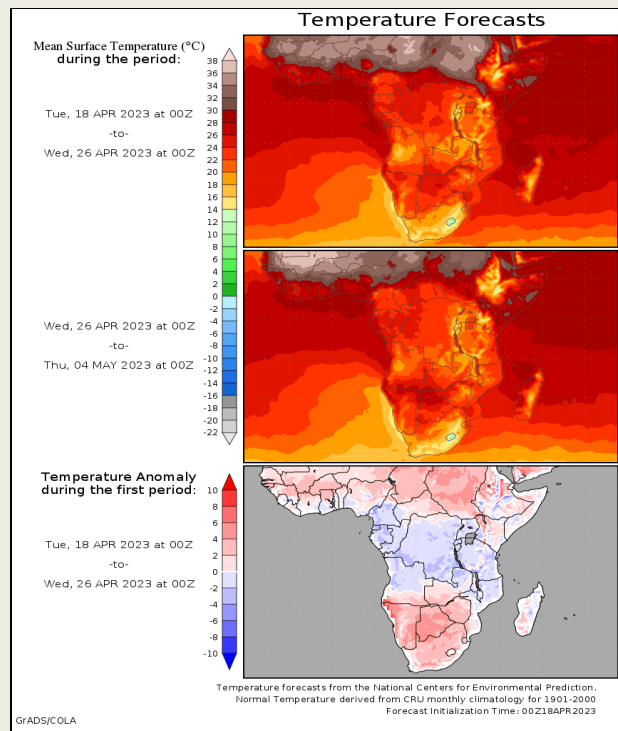 Temperature Forecasts
Mean Surface Temperature (°C)
during the period:
38
36
34
32
30
28
26
24
22
20
18
16
14
12
10
8
6
4
2
0
-2
-4
-6
-8
-10
-12
-14
-16
-18
-20
-22
Tue, 18 APR 2023 at 00Z
-to-
Wed, 26 APR 2023 at 00Z
Wed, 26 APR 2023 at 00Z
-to-
Thu, 04 MAY 2023 at 00Z
Temperature Anomaly
during the first period:
10
8
6
4
2
0
-2
-4
-6
-8
-10
Tue, 18 APR 2023 at 00Z
-to-
Wed, 26 APR 2023 at 00Z
Temperature forecasts from the National Centers for Environmental Prediction.
Normal Temperature derived from CRU monthly climatology for 1901-2000
Forecast Initialization Time: 00Z18APR2023
GrADS/COLA